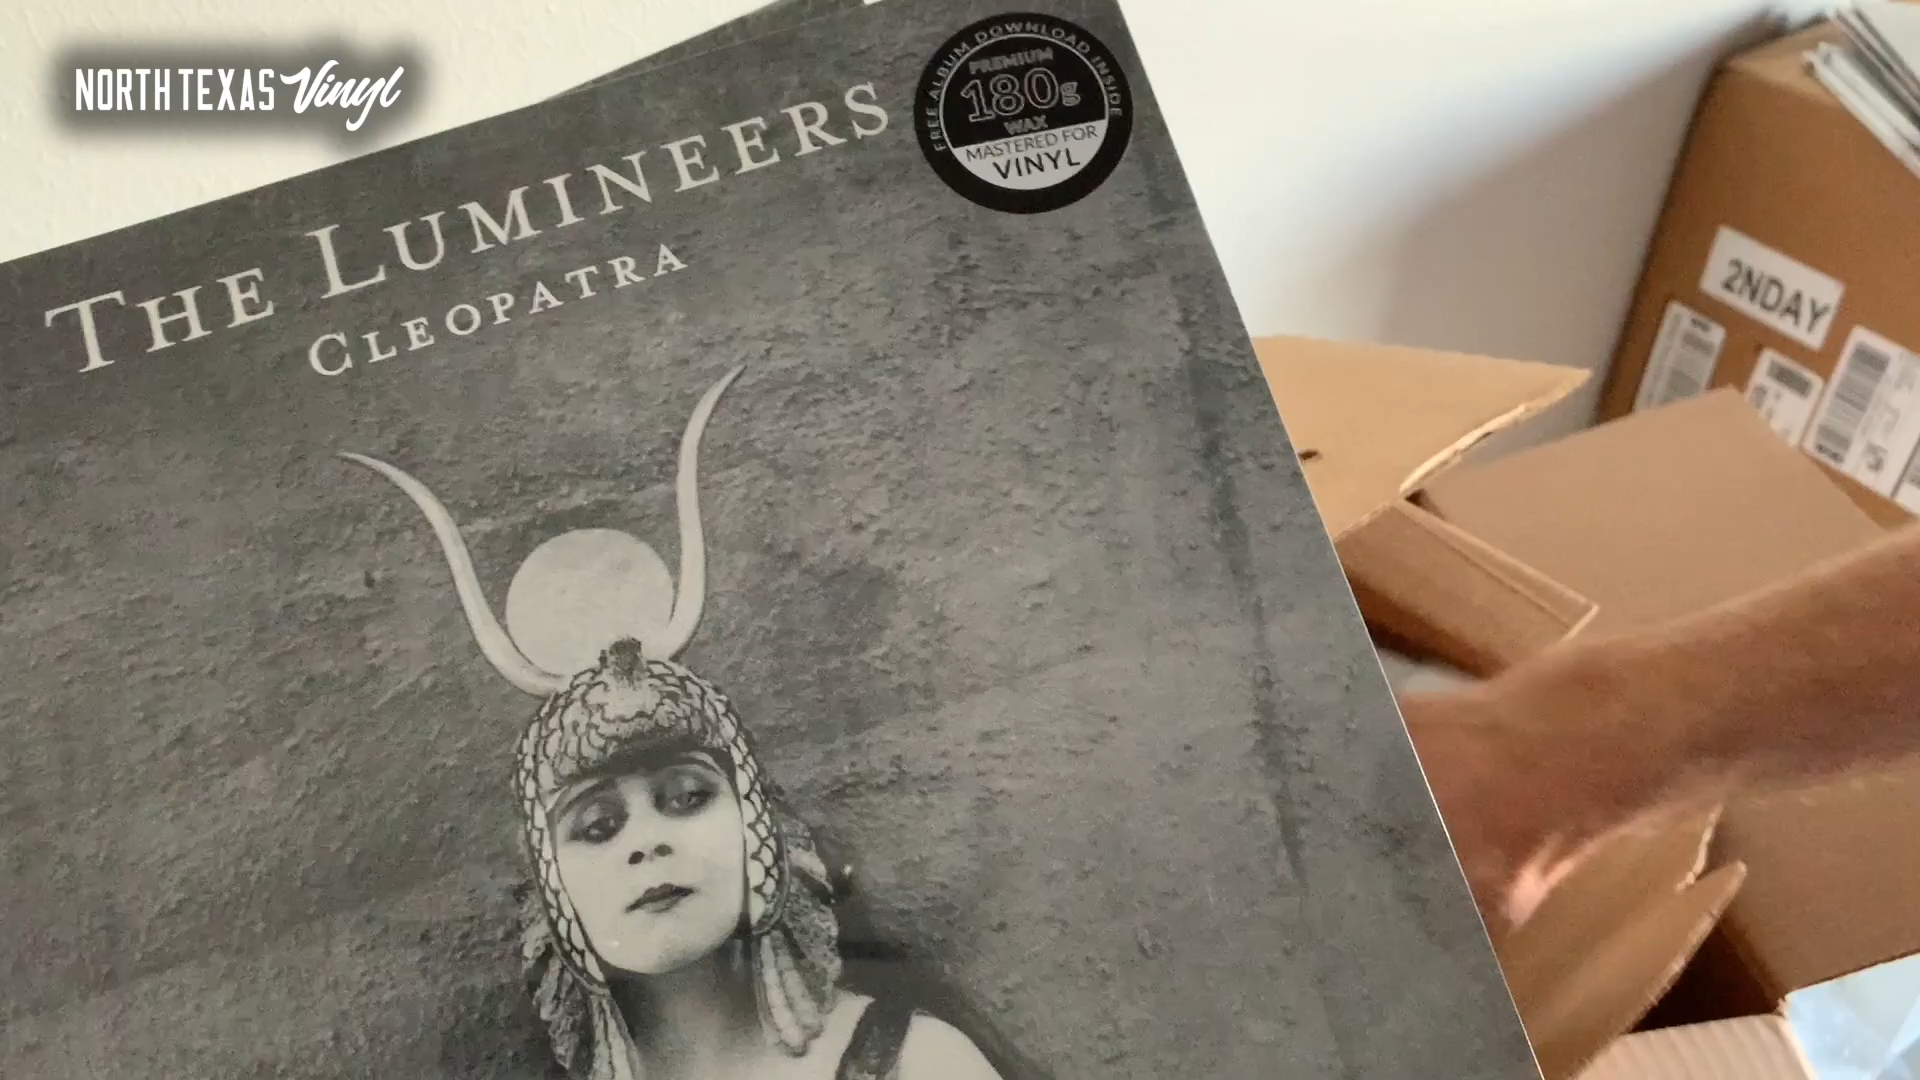 NORTH TEXAS Vinyl
THE LUMINEERS
CLEOPATRA
FREE ALBUM DOWNLOAD INSIDE
PREMIUM
180g
WAX
MASTERED FOR
VINYL
2NDAY